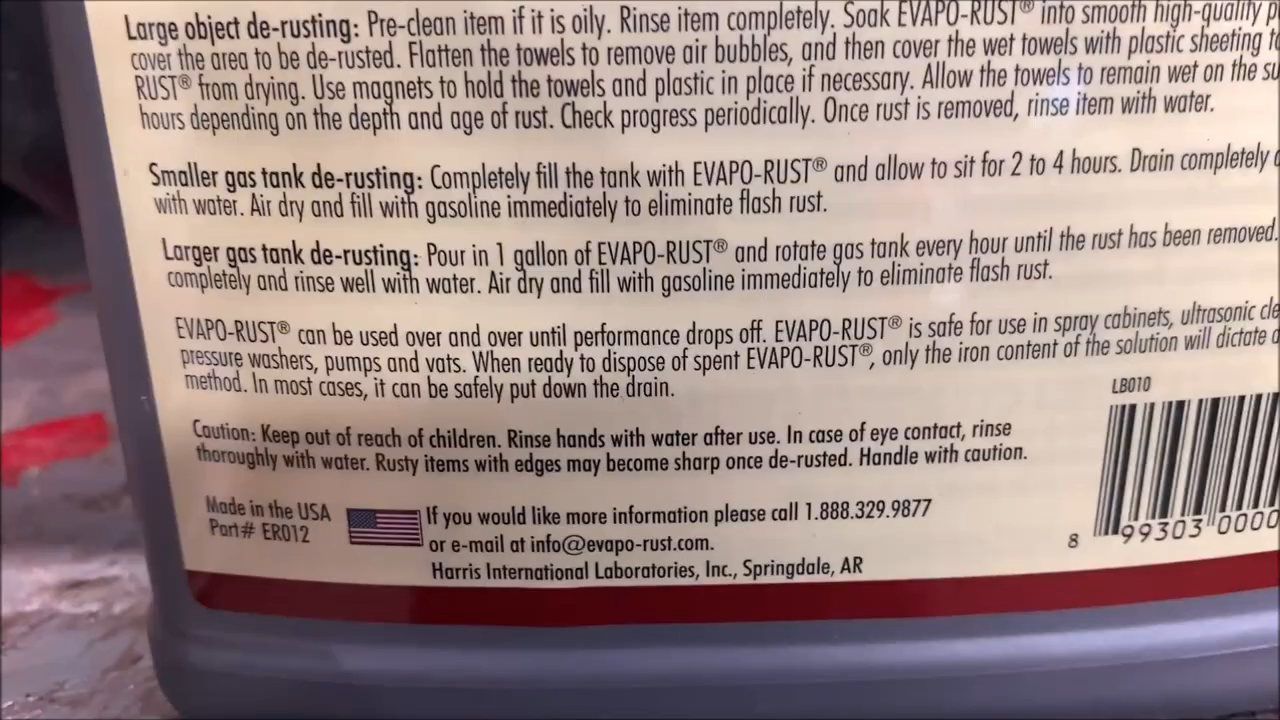 Large object de-rusting: Pre-clean item if it is oily. Rinse item completely. Soak EVAPO-RUST® into smooth high-quality
cover the area to be de-rusted. Flatten the towels to remove air bubbles, and then cover the wet towels with plastic sheeting
RUST® from drying. Use magnets to hold the towels and plastic in place if necessary. Allow the towels to remain wet on the
hours depending on the depth and age of rust. Check progress periodically. Once rust is removed, rinse item with water.
Smaller gas tank de-rusting: Completely fill the tank with EVAPO-RUST® and allow to sit for 2 to 4 hours. Drain completely
with water. Air dry and fill with gasoline immediately to eliminate flash rust.
Larger gas tank de-rusting: Pour in 1 gallon of EVAPO-RUST® and rotate gas tank every hour until the rust has been removed.
completely and rinse well with water. Air dry and fill with gasoline immediately to eliminate flash rust.
EVAPO-RUST® can be used over and over until performance drops off. EVAPO-RUST® is safe for use in spray cabinets, ultrasonic
pressure washers, pumps and vats. When ready to dispose of spent EVAPO-RUST®, only the iron content of the solution will dictate
method. In most cases, it can be safely put down the drain.
LB010
Caution: Keep out of reach of children. Rinse hands with water after use. In case of eye contact, rinse
thoroughly with water. Rusty items with edges may become sharp once de-rusted. Handle with caution.
8 99303 0000
Made in the USA
Part# ER012
If you would like more information please call 1.888.329.9877
or e-mail at info@evapo-rust.com.
Harris International Laboratories, Inc., Springdale, AR